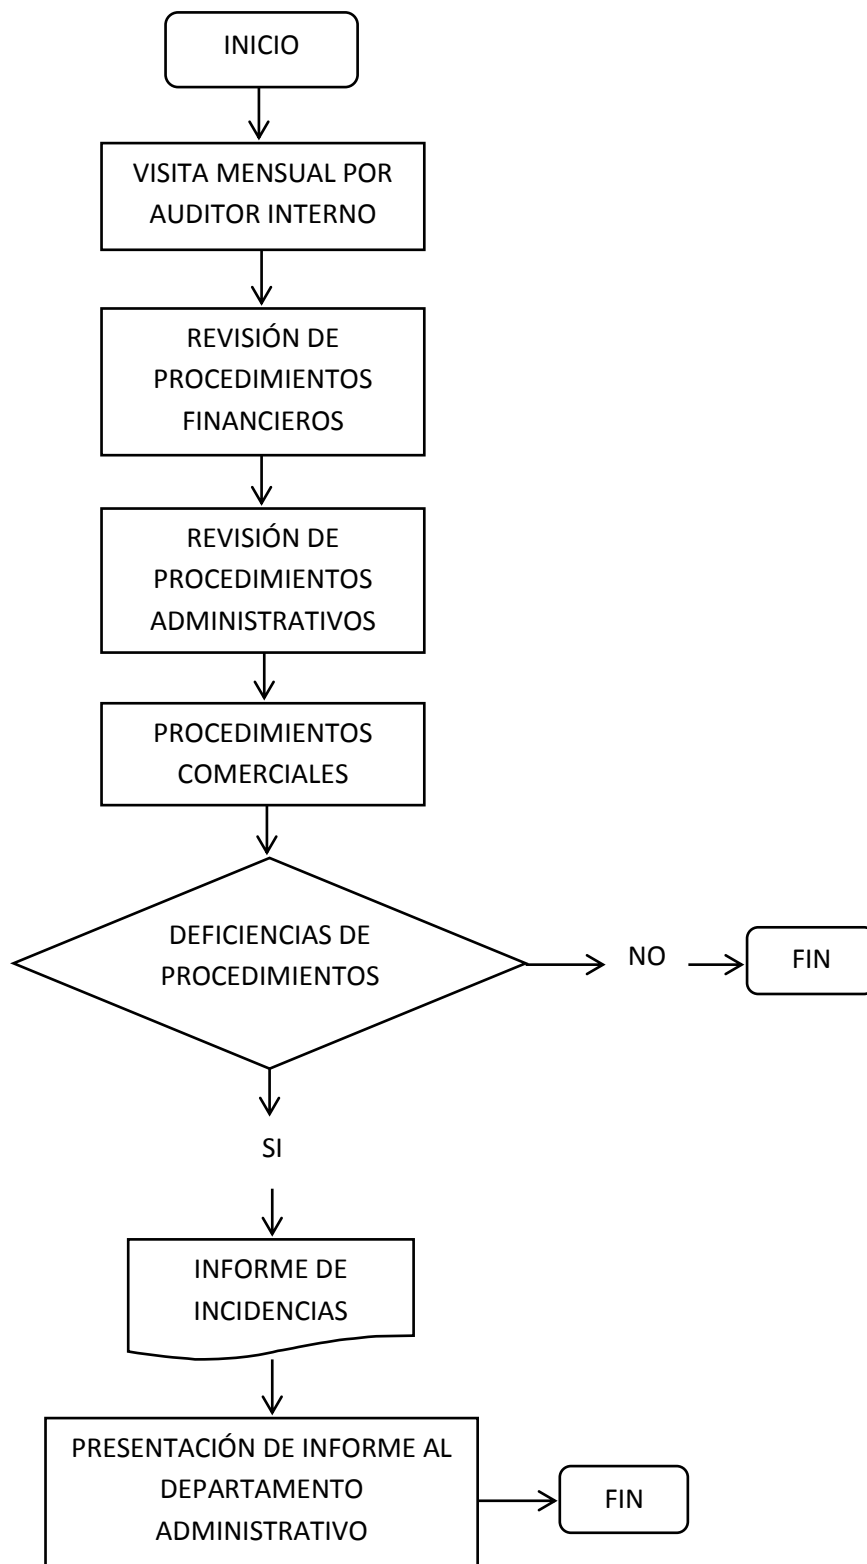 INICIO
VISITA MENSUAL POR
AUDITOR INTERNO
REVISIÓN DE
PROCEDIMIENTOS
FINANCIEROS
REVISIÓN DE
PROCEDIMIENTOS
ADMINISTRATIVOS
PROCEDIMIENTOS
COMERCIALES
DEFICIENCIAS DE
PROCEDIMIENTOS
NO
FIN
SI
INFORME DE
INCIDENCIAS
PRESENTACIÓN DE INFORME AL
DEPARTAMENTO
ADMINISTRATIVO
FIN